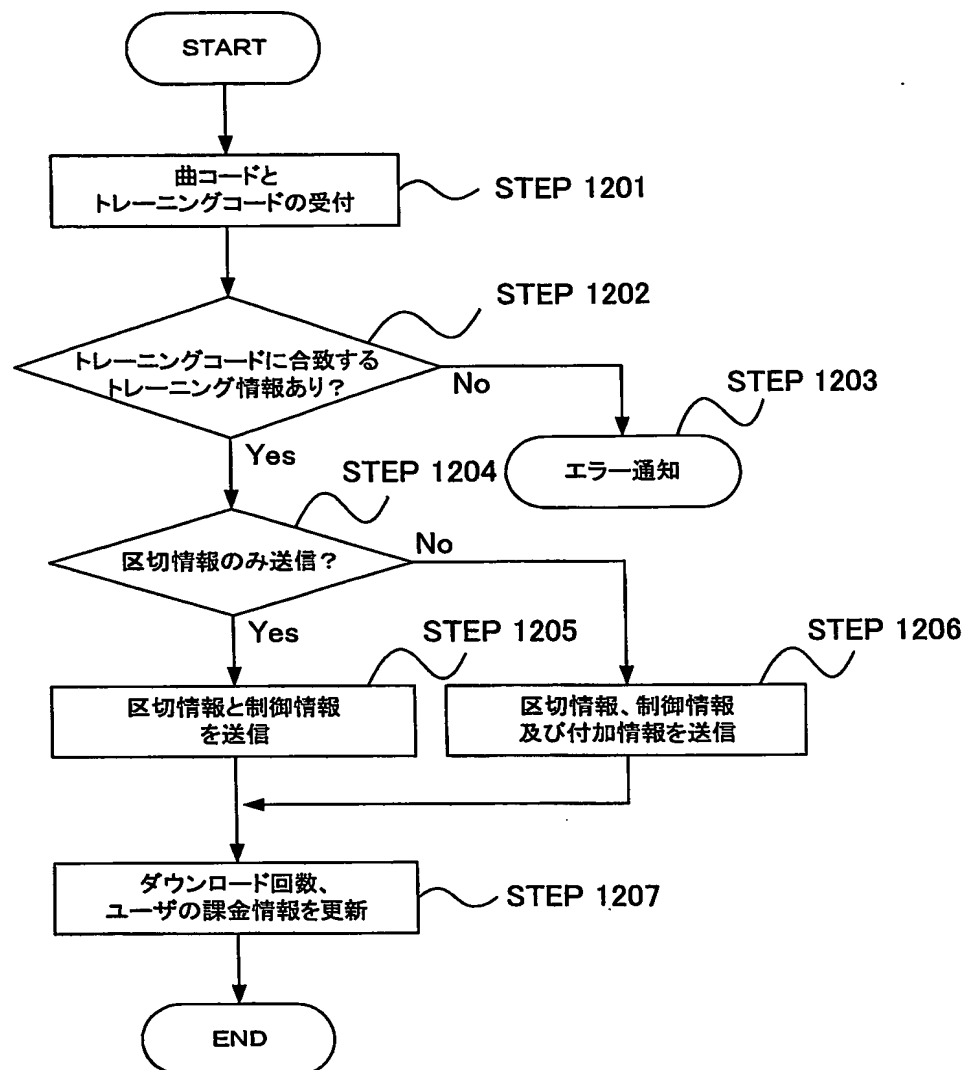 START
曲コードと
トレーニングコードの受付
STEP 1201
STEP 1202
トレーニングコードに合致する
トレーニング情報あり？
No
STEP 1203
Yes
エラー通知
STEP 1204
区切情報のみ送信？
No
Yes
STEP 1205
STEP 1206
区切情報と制御情報
を送信
区切情報、制御情報
及び付加情報を送信
ダウンロード回数、
ユーザの課金情報を更新
STEP 1207
END